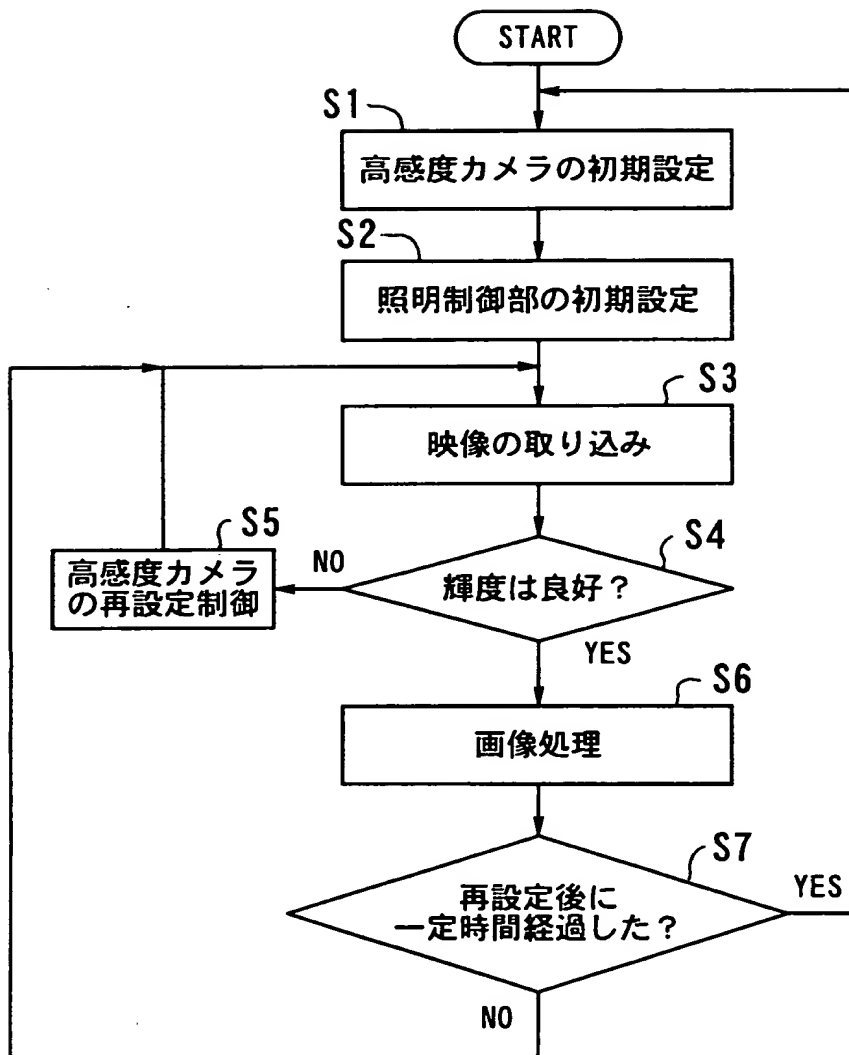 START
S1
高感度カメラの初期設定
S2
照明制御部の初期設定
S3
映像の取り込み
S4
輝度は良好？
NO
S5
高感度カメラ
の再設定制御
YES
S6
画像処理
S7
再設定後に
一定時間経過した？
YES
NO